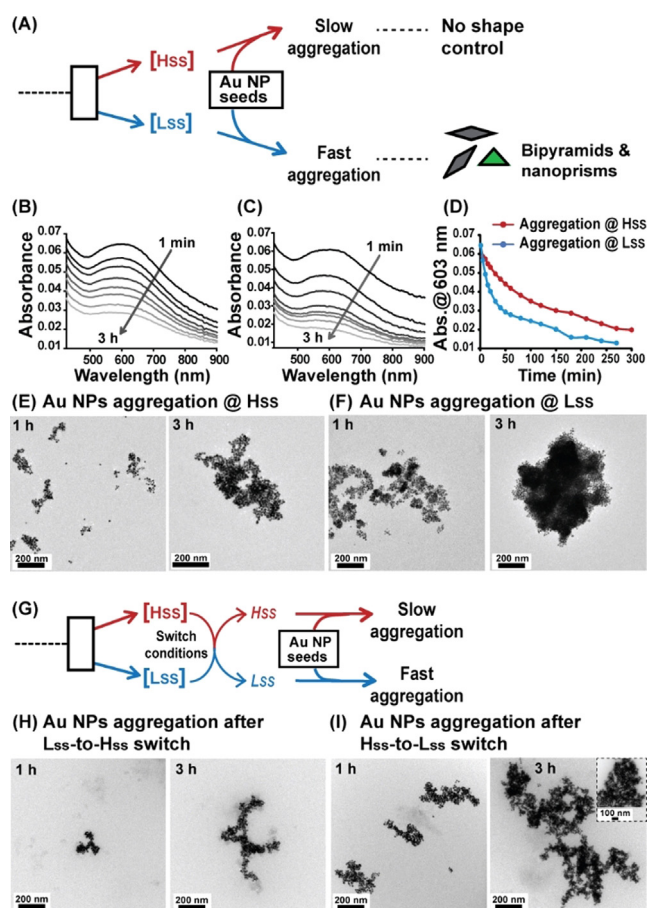 (A)
[Hss]
Slow
aggregation
No shape
control
Au NP
seeds
[Lss]
Fast
aggregation
Bipyramids &
nanoprisms
(B)
0.07
0.06
0.05
0.04
0.03
0.02
0.01
Absorbance
1 min
3 h
500 600 700 800 900
Wavelength (nm)
(C)
0.07
0.06
0.05
0.04
0.03
0.02
0.01
Absorbance
1 min
3 h
500 600 700 800 900
Wavelength (nm)
(D)
Aggregation @ Hss
Aggregation @ Lss
0.07
0.06
0.05
0.04
0.03
0.02
0.01
Abs.@603 nm
0 50 100 150 200 250 300
Time (min)
(E) Au NPs aggregation @ Hss
1 h
200 nm
3 h
200 nm
(F) Au NPs aggregation @ Lss
1 h
200 nm
3 h
200 nm
(G)
[Hss]
Switch
conditions
[Lss]
Hss
Lss
Au NP
seeds
Slow
aggregation
Fast
aggregation
(H) Au NPs aggregation after
Lss-to-Hss switch
1 h
200 nm
3 h
200 nm
(I) Au NPs aggregation after
Hss-to-Lss switch
1 h
200 nm
3 h
100 nm
200 nm